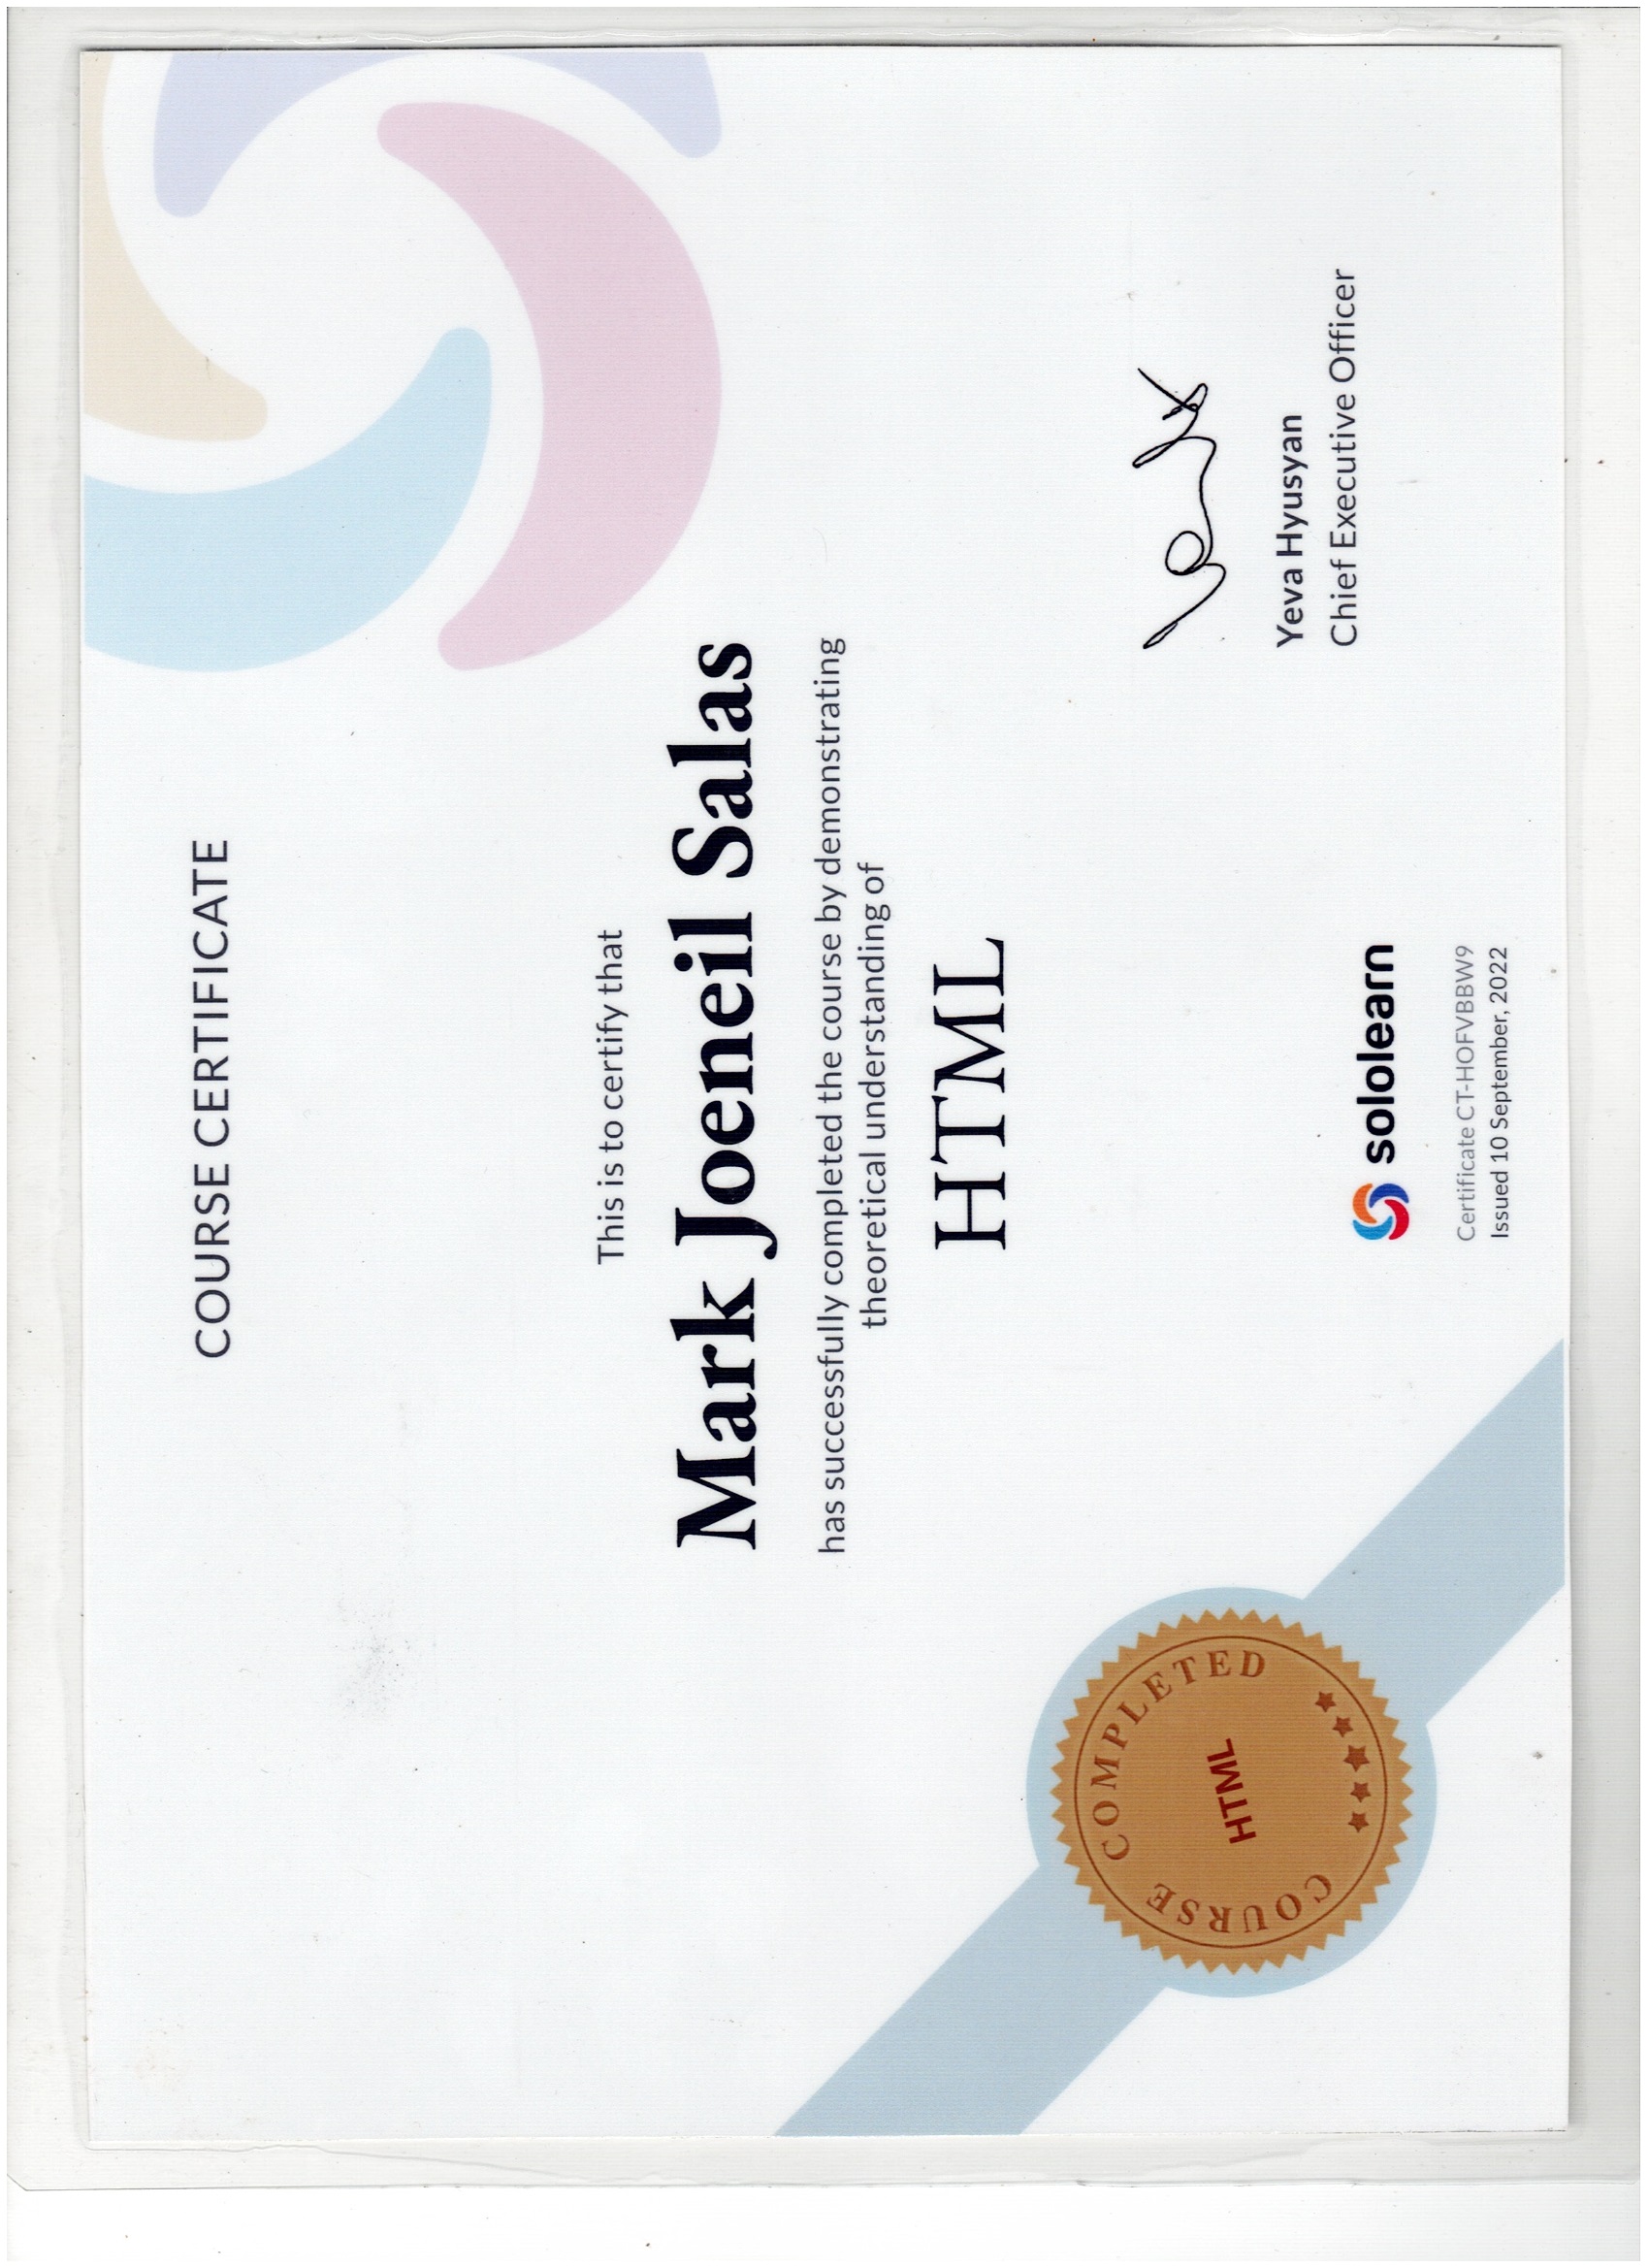 COURSE CERTIFICATE
This is to certify that
Mark Joeneil Salas
has successfully completed the course by demonstrating
theoretical understanding of
HTML
COURSE COMPLETED
HTML
Yeva Hyusyan
Chief Executive Officer
sololearn
Certificate CT-HOFVBBW9
Issued 10 September, 2022